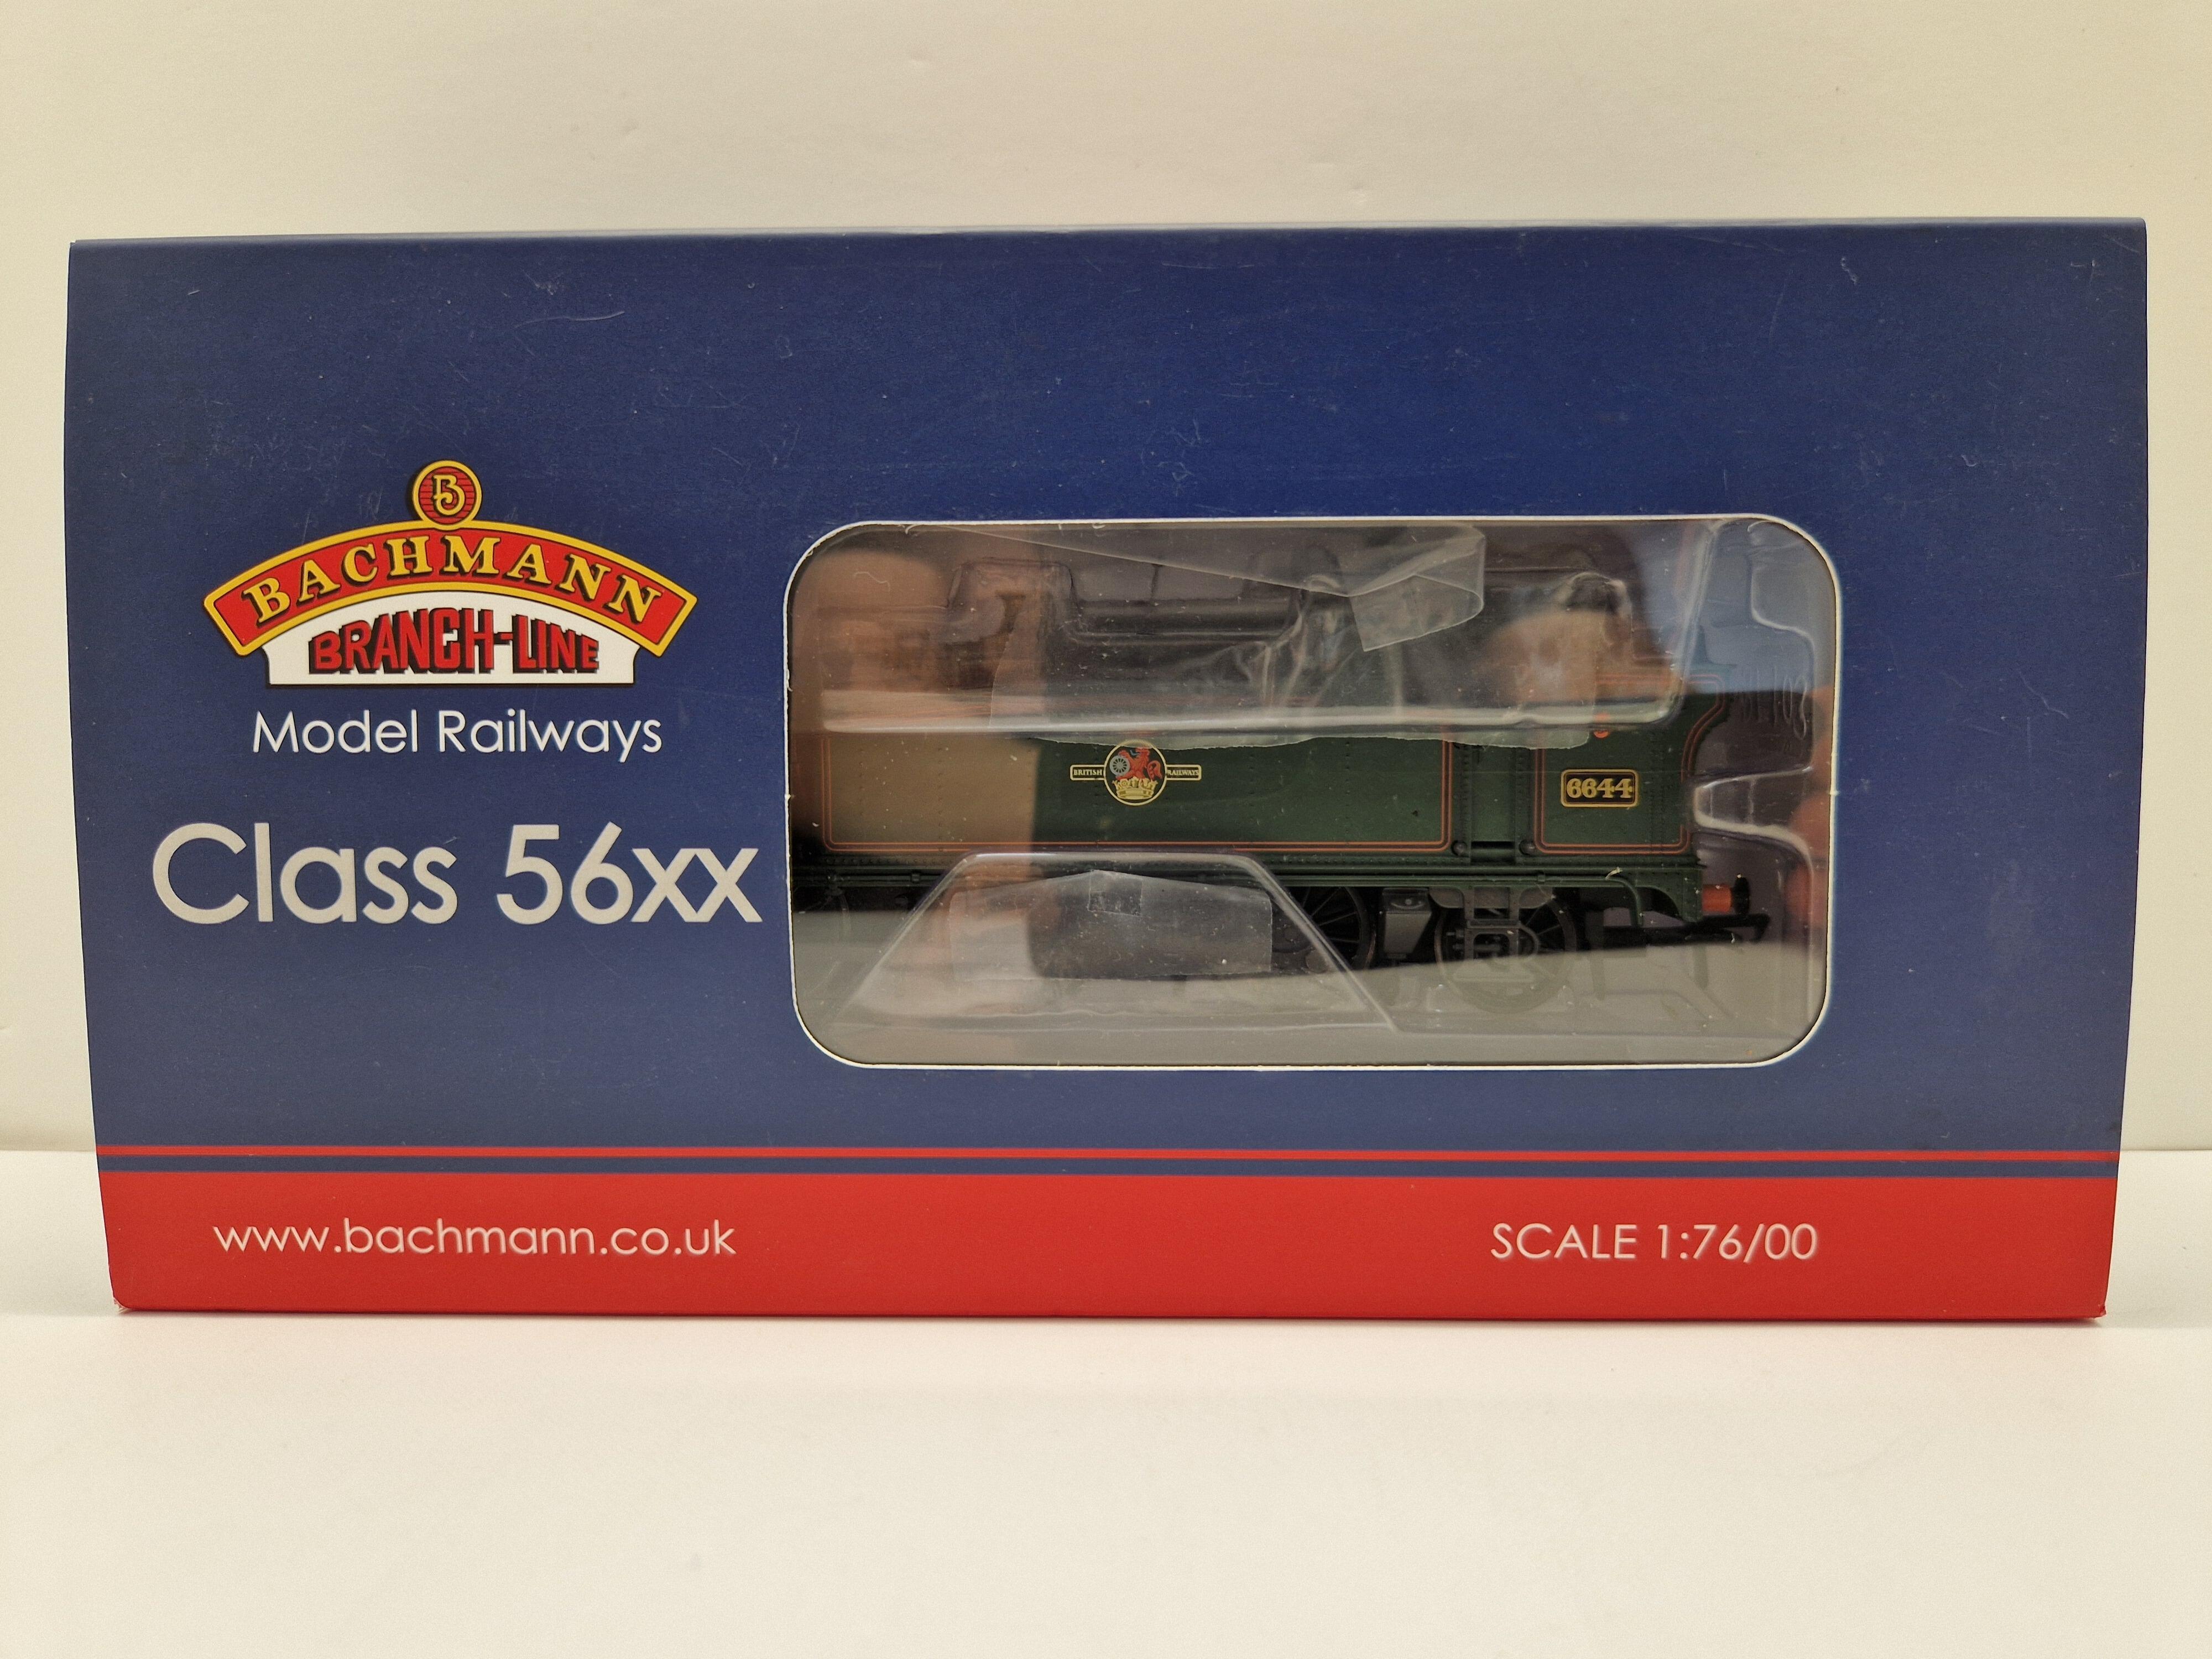 B
BACHMANN
BRANCH-LINE
Model Railways
Class 56xx
BRITISH RAILWAYS
6644
www.bachmann.co.uk
SCALE 1:76/00